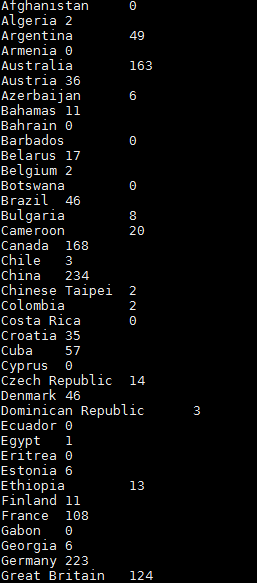 Afghanistan 0
Algeria 2
Argentina 49
Armenia 0
Australia 163
Austria 36
Azerbaijan 6
Bahamas 11
Bahrain 0
Barbados 0
Belarus 17
Belgium 2
Botswana 0
Brazil 46
Bulgaria 8
Cameroon 20
Canada 168
Chile 3
China 234
Chinese Taipei 2
Colombia 2
Costa Rica 0
Croatia 35
Cuba 57
Cyprus 0
Czech Republic 14
Denmark 46
Dominican Republic 3
Ecuador 0
Egypt 1
Eritrea 0
Estonia 6
Ethiopia 13
Finland 11
France 108
Gabon 0
Georgia 6
Germany 223
Great Britain 124